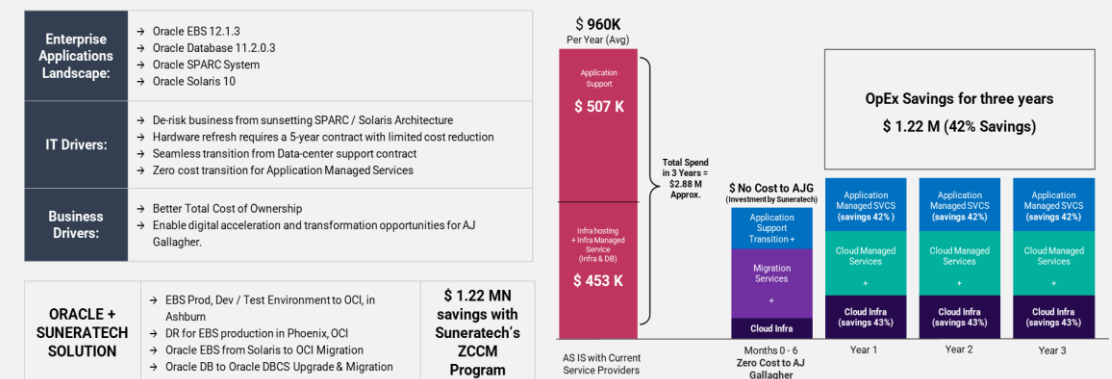 Enterprise
Applications
Landscape:
→ Oracle EBS 12.1.3
→ Oracle Database 11.2.0.3
→ Oracle SPARC System
→ Oracle Solaris 10
IT Drivers:
→ De-risk business from sunsetting SPARC / Solaris Architecture
→ Hardware refresh requires a 5-year contract with limited cost reduction
→ Seamless transition from Data-center support contract
→ Zero cost transition for Application Managed Services
Business
Drivers:
→ Better Total Cost of Ownership
→ Enable digital acceleration and transformation opportunities for AJ
Gallagher.
ORACLE +
SUNERATECH
SOLUTION
→ EBS Prod, Dev / Test Environment to OCI, in
Ashburn
→ DR for EBS production in Phoenix, OCI
→ Oracle EBS from Solaris to OCI Migration
→ Oracle DB to Oracle DBCS Upgrade & Migration
$ 1.22 MN
savings with
Suneratech's
ZCCM
Program
$ 960K
Per Year (Avg)
Application
Support
$ 507 K
Infra hosting
+ Infra Managed
Service
(Infra & DB)
$ 453 K
AS IS with Current
Service Providers
Total Spend
in 3 Years =
$2.88 M
Approx.
$ No Cost to AJG
(Investment by Suneratech)
Application
Support
Transition +
Migration
Services
+
Cloud Infra
Months 0 - 6
Zero Cost to AJ
Gallagher
OpEx Savings for three years
$ 1.22 M (42% Savings)
Application
Managed SVCS
(savings 42% )
Cloud Managed
Services
+
Cloud Infra
(savings 43%)
Year 1
Application
Managed SVCS
(savings 42%)
Cloud Managed
Services
+
Cloud Infra
(savings 43%)
Year 2
Application
Managed SVCS
(savings 42%)
Cloud Managed
Services
+
Cloud Infra
(savings 43%)
Year 3